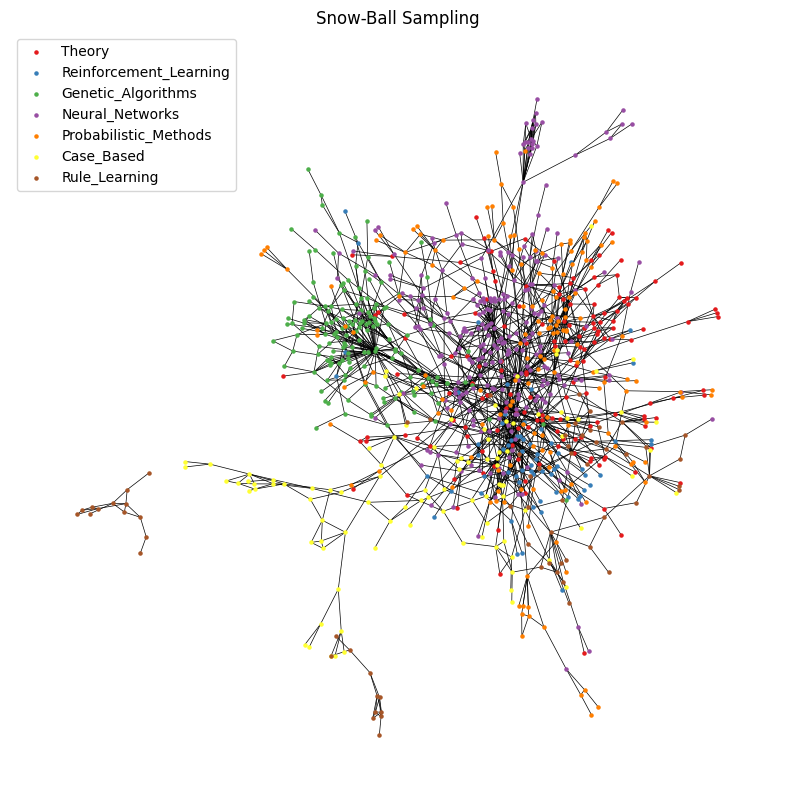 Snow-Ball Sampling
Theory
Reinforcement_Learning
Genetic_Algorithms
Neural_Networks
Probabilistic_Methods
Case_Based
Rule_Learning